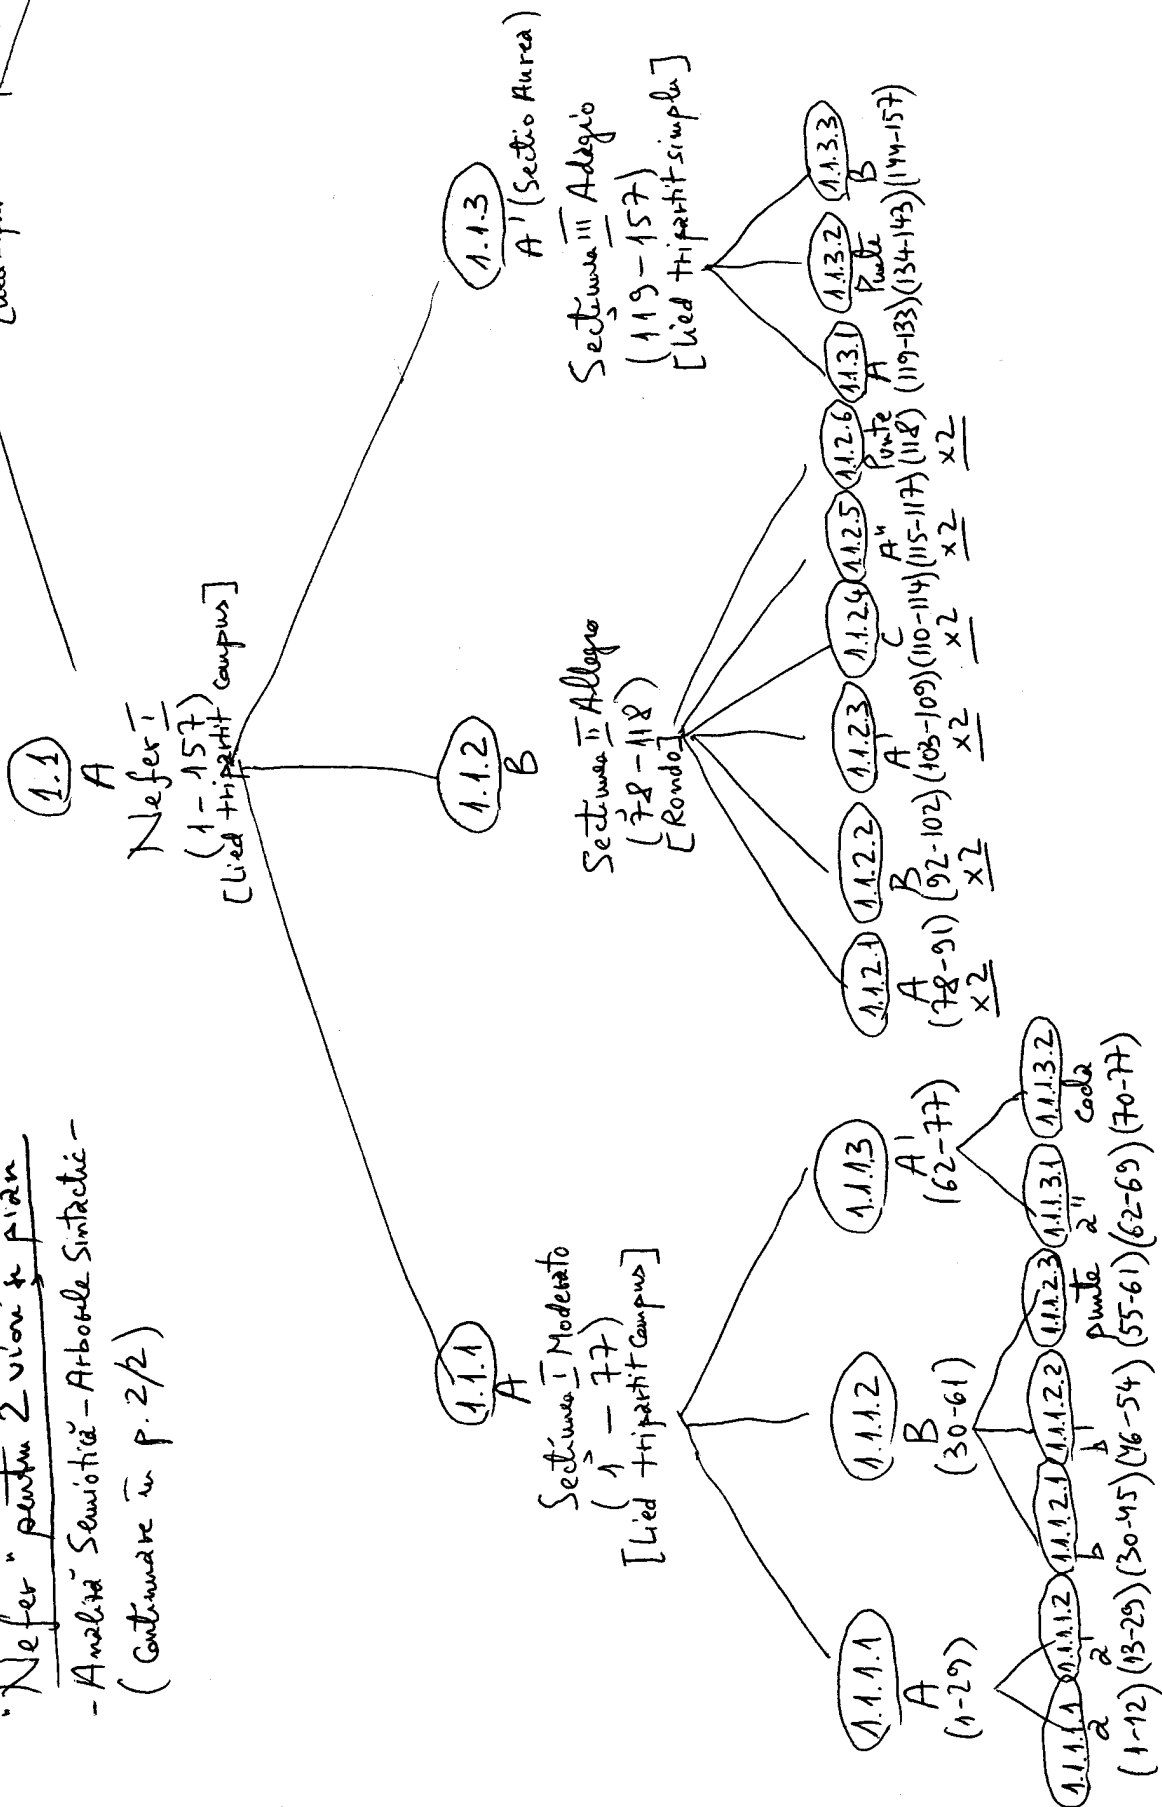 "Nefer" pentru 2 viori și pian
- Analiză Semiotică - Arborele Sintactic -
(Continuare în p. 2/2)
1.1
A
Nefer I
(1 - 157)
[Lied tripartit compus]
1.1.1
A
Secțiunea I Moderato
(1 - 77)
[Lied tripartit compus]
1.1.2
B
Secțiunea II Allegro
(78 - 118)
[Rondo]
1.1.3
A' (Sectio Aurea)
Secțiunea III Adagio
(119 - 157)
[Lied tripartit simplu]
1.1.1.1
A
(1-29)
1.1.1.2
B
(30-61)
1.1.1.3
A'
(62-77)
1.1.2.1 1.1.2.2 1.1.2.3 1.1.2.4 1.1.2.5 1.1.2.6 1.1.3.1 1.1.3.2 1.1.3.3
A B A' C A" Punte A Punte B
(78-91) (92-102) (103-109) (110-114) (115-117) (118) (119-133) (134-143) (144-157)
x2 x2 x2 x2 x2 x2
1.1.1.1.1 1.1.1.1.2 1.1.1.2.1 1.1.1.2.2 1.1.1.2.3 1.1.1.3.1 1.1.1.3.2
a a' b b' punte a" Coda
(1-12) (13-29) (30-45) (46-54) (55-61) (62-69) (70-77)